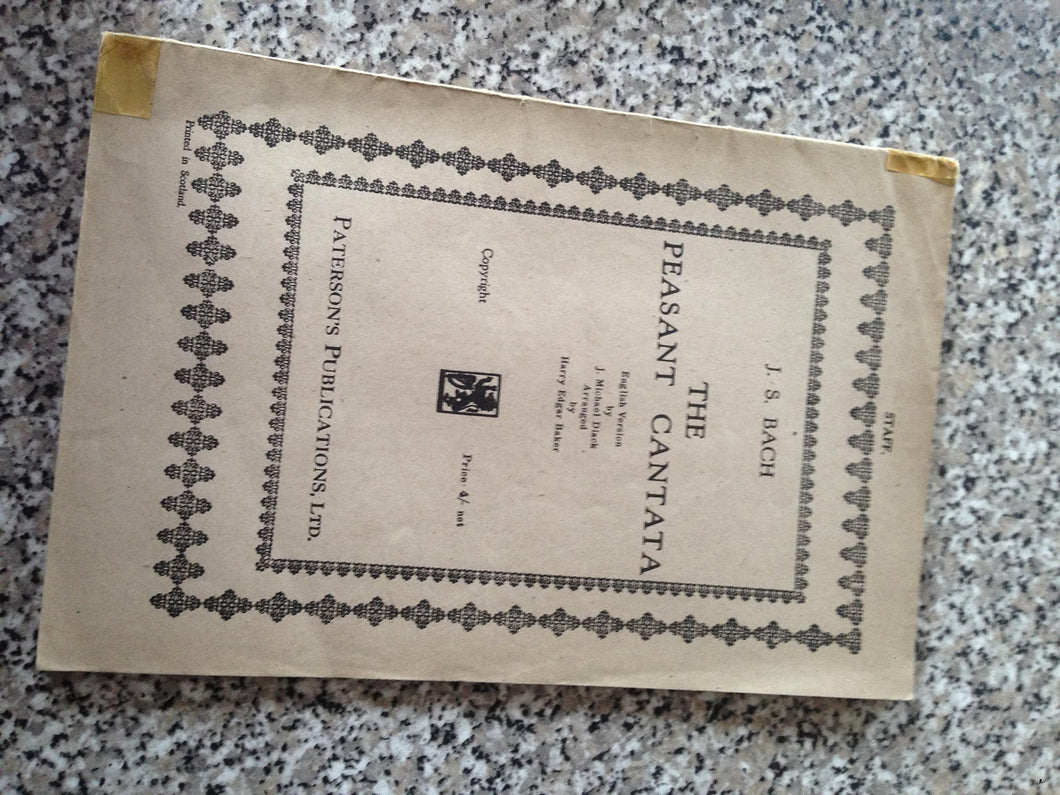 STAFF.
J. S. BACH
THE
PEASANT CANTATA
English Version
by
J. Michael Diack
Arranged
by
Harry Edgar Baker
Copyright
Price 4/- net
PATERSON'S PUBLICATIONS, LTD.
Printed in Scotland.